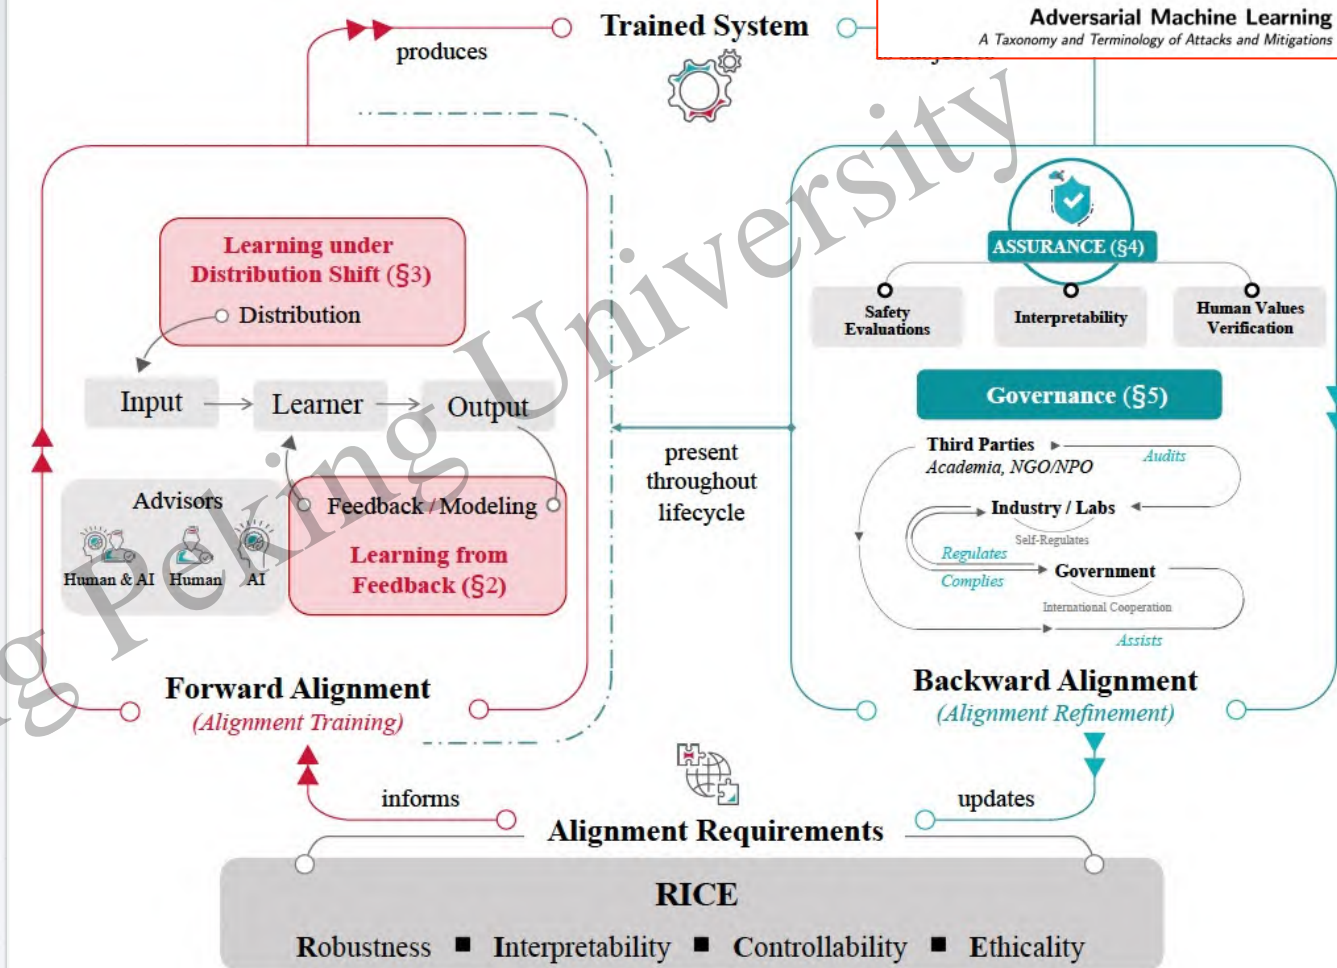 Trained System
Adversarial Machine Learning
A Taxonomy and Terminology of Attacks and Mitigations
produces
Learning under
Distribution Shift (§3)
Distribution
Input
Learner
Output
Advisors
Human & AI
Human
AI
Feedback / Modeling
Learning from
Feedback (§2)
Forward Alignment
(Alignment Training)
present
throughout
lifecycle
ASSURANCE (§4)
Safety
Evaluations
Interpretability
Human Values
Verification
Governance (§5)
Third Parties
Academia, NGO/NPO
Audits
Industry / Labs
Self-Regulates
Regulates
Complies
Government
International Cooperation
Assists
Backward Alignment
(Alignment Refinement)
informs
updates
Alignment Requirements
RICE
Robustness ■ Interpretability ■ Controllability ■ Ethicality
Peking University